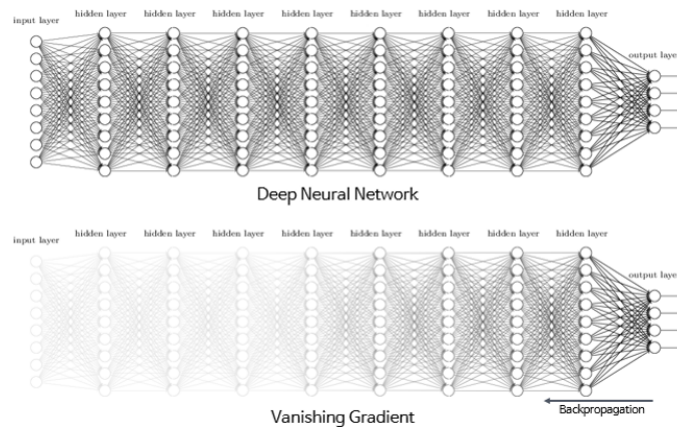 input layer
hidden layer hidden layer hidden layer hidden layer hidden layer hidden layer hidden layer hidden layer
output laye
Deep Neural Network
input layer
hidden layer hidden layer hidden layer hidden layer hidden layer hidden layer hidden layer hidden layer
output laye
Backpropagation
Vanishing Gradient